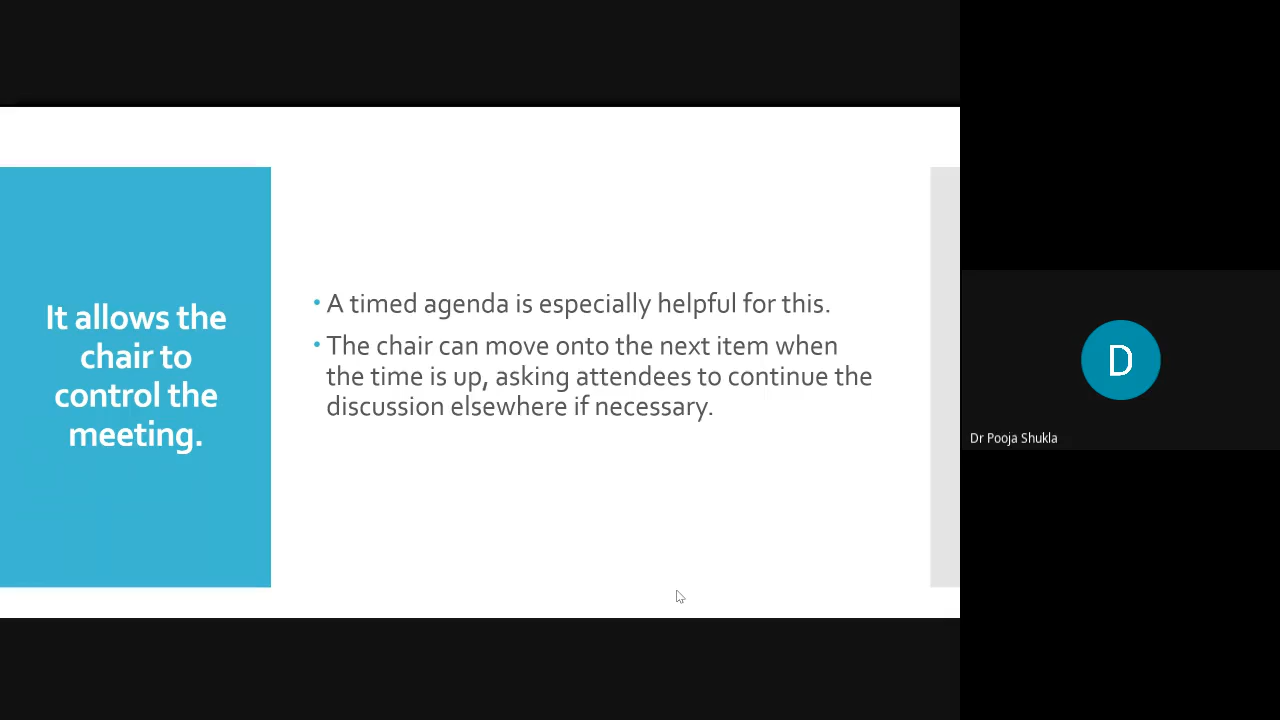 It allows the
chair to
control the
meeting.
• A timed agenda is especially helpful for this.
• The chair can move onto the next item when
the time is up, asking attendees to continue the
discussion elsewhere if necessary.
D
Dr Pooja Shukla